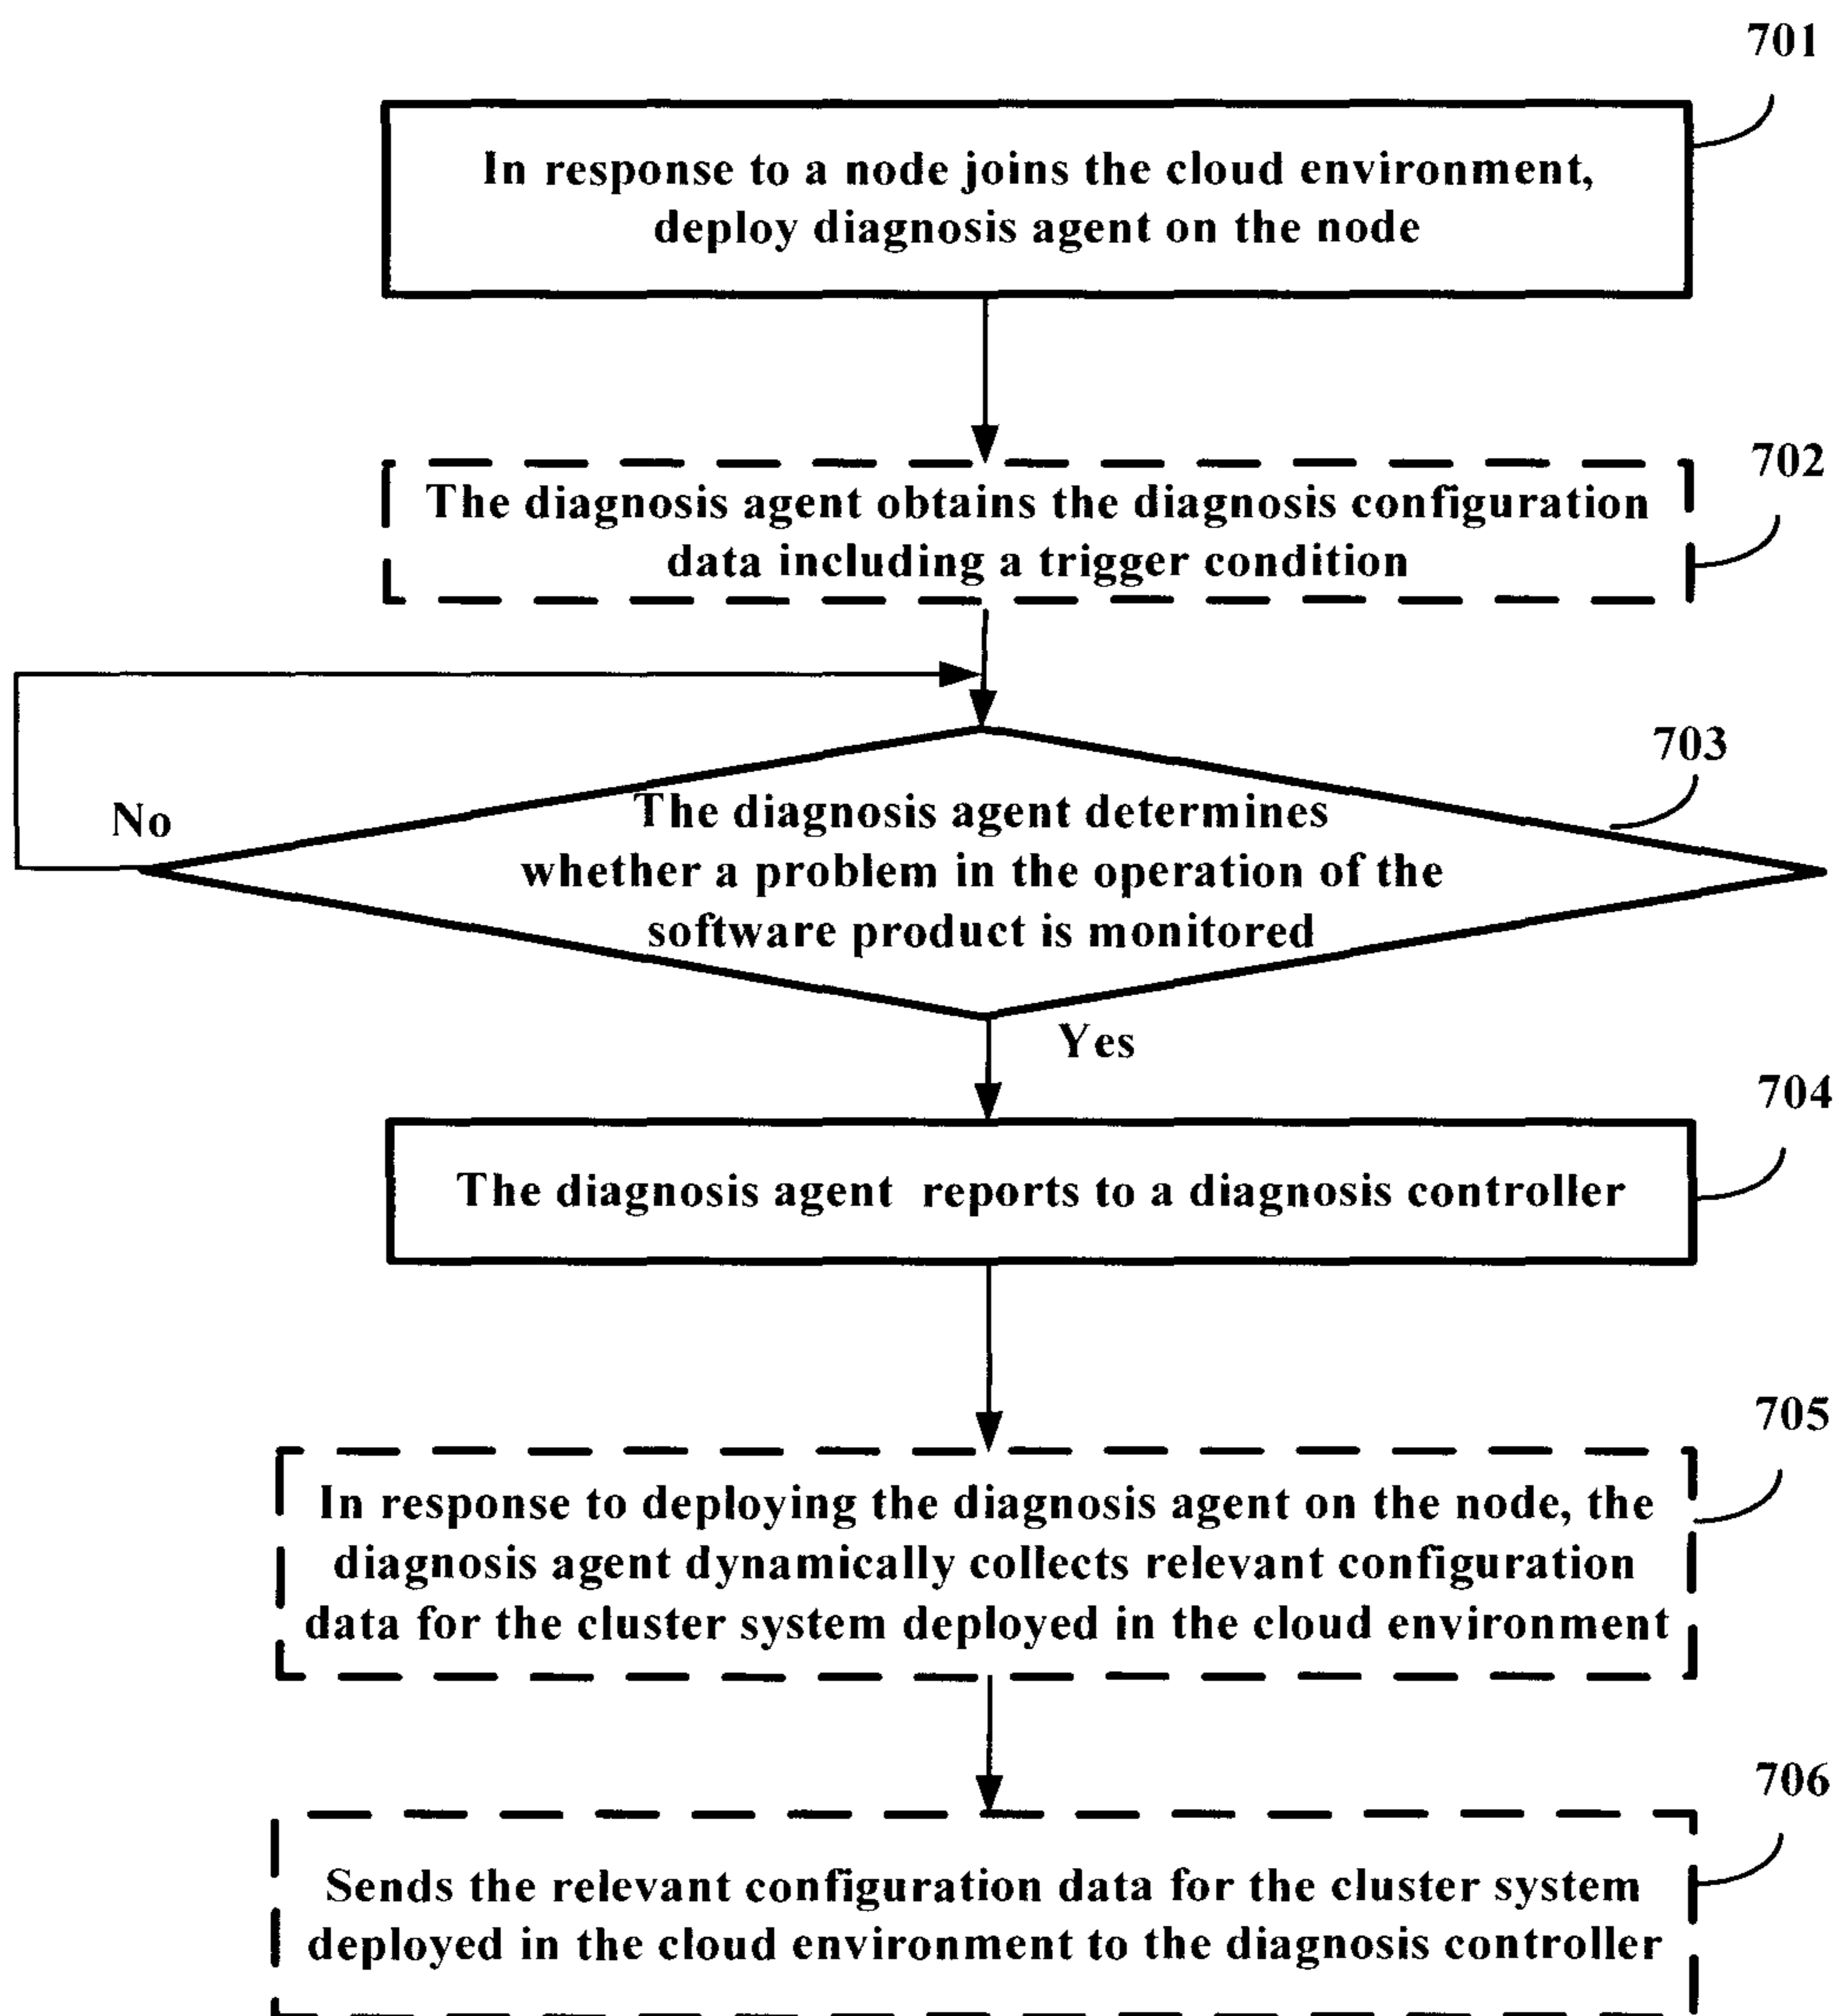 701
In response to a node joins the cloud environment,
deploy diagnosis agent on the node
702
The diagnosis agent obtains the diagnosis configuration
data including a trigger condition
703
No
The diagnosis agent determines
whether a problem in the operation of the
software product is monitored
Yes
704
The diagnosis agent reports to a diagnosis controller
705
In response to deploying the diagnosis agent on the node, the
diagnosis agent dynamically collects relevant configuration
data for the cluster system deployed in the cloud environment
706
Sends the relevant configuration data for the cluster system
deployed in the cloud environment to the diagnosis controller